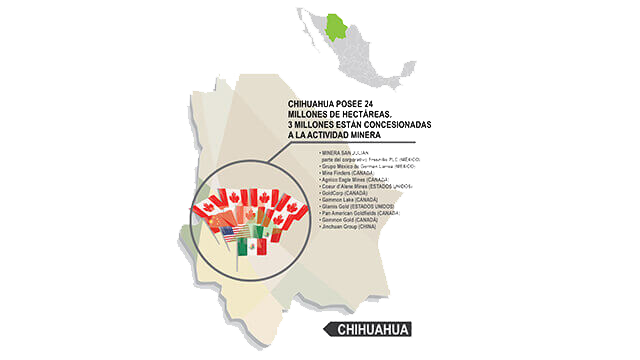 CHIHUAHUA POSEE 24
MILLONES DE HECTÁREAS.
3 MILLONES ESTÁN CONCESIONADAS
A LA ACTIVIDAD MINERA
• MINERA SAN JULIÁN
parte del corporativo Fresnillo PLC (MÉXICO)
• Grupo México de Germán Larrea (MÉXICO)
• Mine Finders (CANADÁ)
• Agnico Eagle Mines (CANADÁ)
• Coeur d'Alene Mines (ESTADOS UNIDOS)
• GoldCorp (CANADÁ)
• Gammon Lake (CANADÁ)
• Glamis Gold (ESTADOS UNIDOS)
• Pan American Goldfields (CANADÁ)
• Gammon Gold (CANADÁ)
• Jinchuan Group (CHINA)
CHIHUAHUA